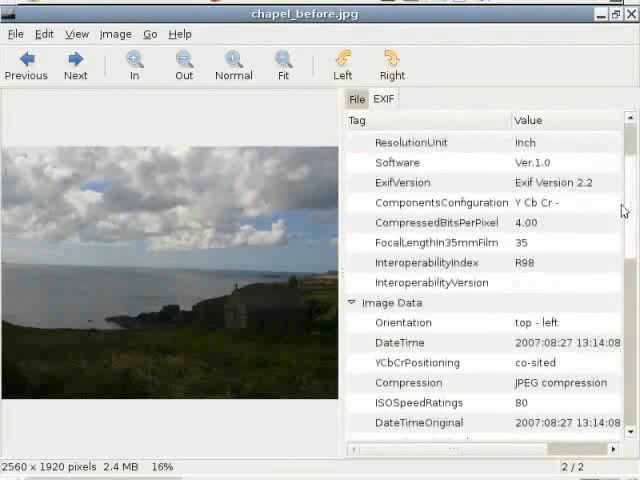 chapel_before.jpg
File Edit View Image Go Help
Previous Next In Out Normal Fit Left Right
File EXIF
Tag Value
ResolutionUnit Inch
Software Ver.1.0
ExifVersion Exif Version 2.2
ComponentsConfiguration Y Cb Cr -
CompressedBitsPerPixel 4.00
FocalLengthIn35mmFilm 35
InteroperabilityIndex R98
InteroperabilityVersion
Image Data
Orientation top - left
DateTime 2007:08:27 13:14:08
YCbCrPositioning co-sited
Compression JPEG compression
ISOSpeedRatings 80
DateTimeOriginal 2007:08:27 13:14:08
2560 x 1920 pixels 2.4 MB 16% 2 / 2